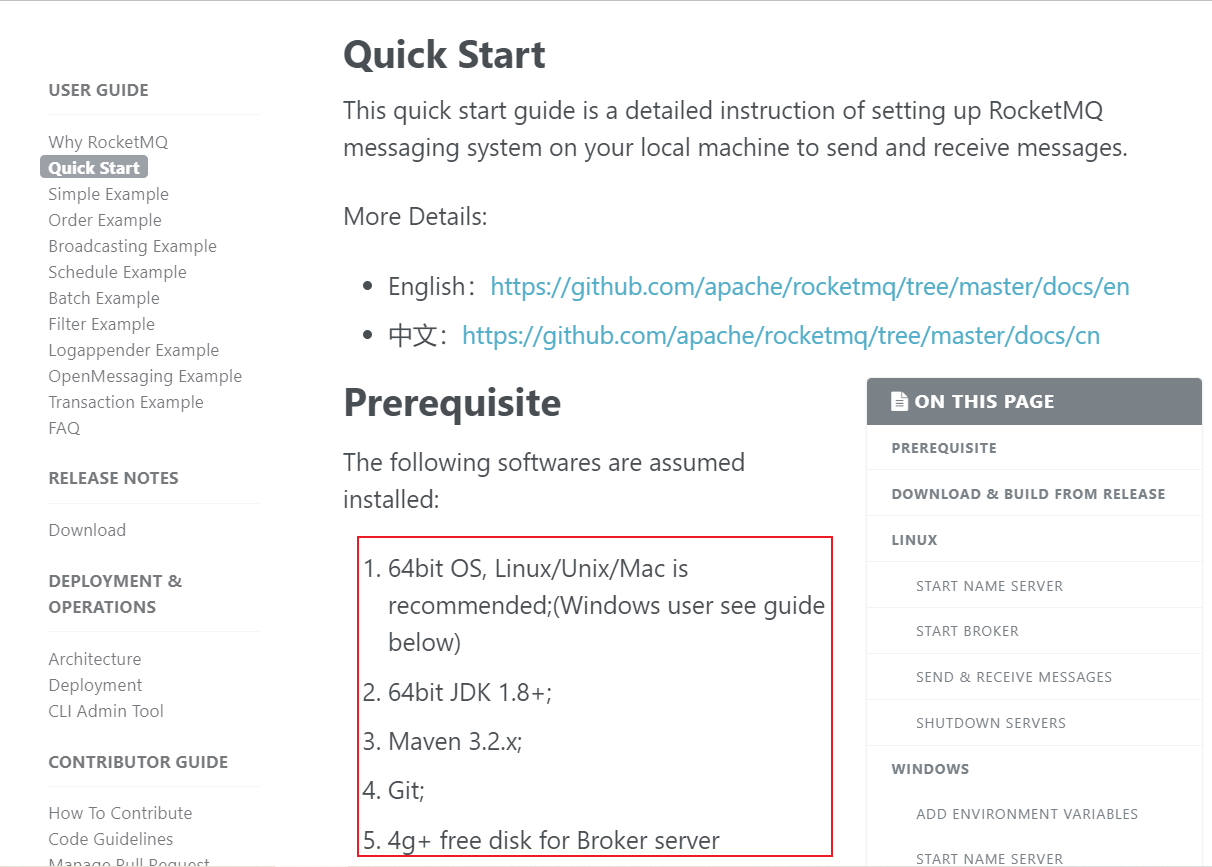 USER GUIDE
Why RocketMQ
Quick Start
Simple Example
Order Example
Broadcasting Example
Schedule Example
Batch Example
Filter Example
Logappender Example
OpenMessaging Example
Transaction Example
FAQ
RELEASE NOTES
Download
DEPLOYMENT &
OPERATIONS
Architecture
Deployment
CLI Admin Tool
CONTRIBUTOR GUIDE
How To Contribute
Code Guidelines
Manage Pull Request
Quick Start
This quick start guide is a detailed instruction of setting up RocketMQ
messaging system on your local machine to send and receive messages.
More Details:
• English：https://github.com/apache/rocketmq/tree/master/docs/en
• 中文：https://github.com/apache/rocketmq/tree/master/docs/cn
Prerequisite
The following softwares are assumed
installed:
1. 64bit OS, Linux/Unix/Mac is
recommended;(Windows user see guide
below)
2. 64bit JDK 1.8+;
3. Maven 3.2.x;
4. Git;
5. 4g+ free disk for Broker server
ON THIS PAGE
PREREQUISITE
DOWNLOAD & BUILD FROM RELEASE
LINUX
START NAME SERVER
START BROKER
SEND & RECEIVE MESSAGES
SHUTDOWN SERVERS
WINDOWS
ADD ENVIRONMENT VARIABLES
START NAME SERVER